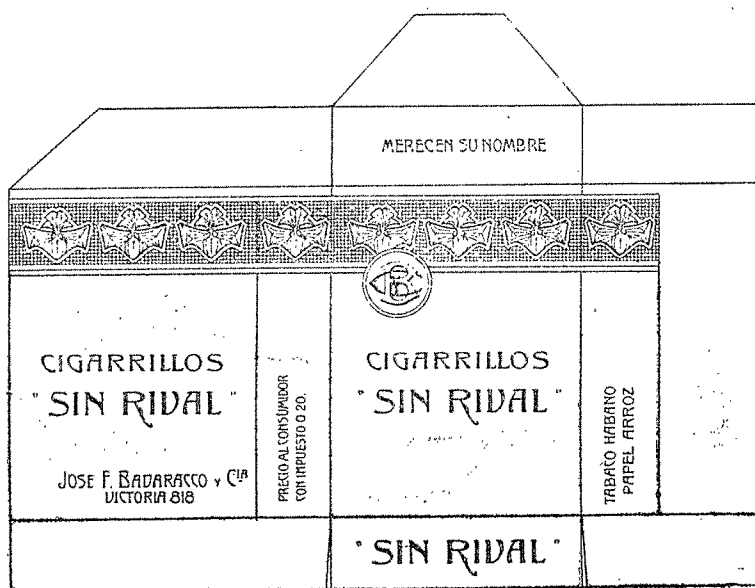 MERECEN SU NOMBRE
CIGARRILLOS
"SIN RIVAL"
JOSE F. BADARACCO Y CIA
VICTORIA 818
PRECIO AL CONSUMIDOR
CON IMPUESTO 0 20.
CIGARRILLOS
"SIN RIVAL"
TABACO HABANO
PAPEL ARROZ
"SIN RIVAL"